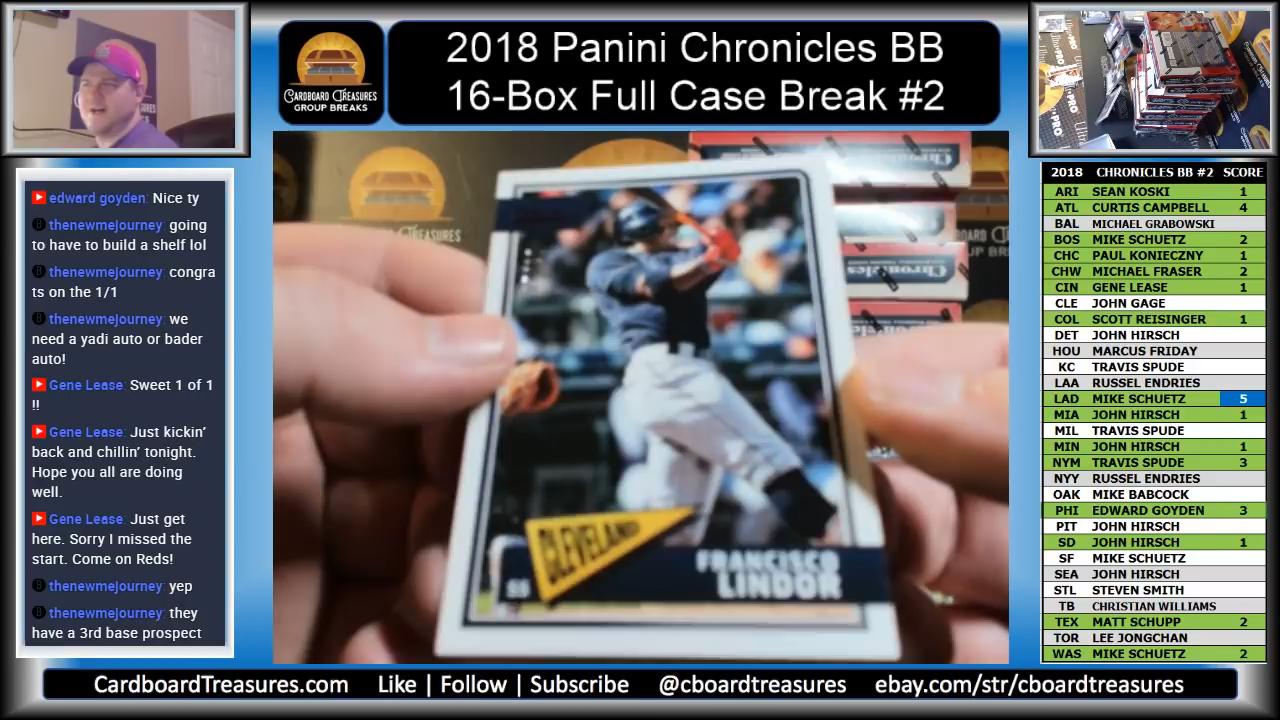 CARDBOARD TREASURES
GROUP BREAKS
2018 Panini Chronicles BB
16-Box Full Case Break #2
edward goyden: Nice ty
thenewmejourney: going
to have to build a shelf lol
thenewmejourney: congra
ts on the 1/1
thenewmejourney: we
need a yadi auto or bader
auto!
Gene Lease: Sweet 1 of 1
!!
Gene Lease: Just kickin'
back and chillin' tonight.
Hope you all are doing
well.
Gene Lease: Just get
here. Sorry I missed the
start. Come on Reds!
thenewmejourney: yep
thenewmejourney: they
have a 3rd base prospect
CLEVELAND
SS
FRANCISCO
LINDOR
2018 CHRONICLES BB #2 SCORE
ARI SEAN KOSKI 1
ATL CURTIS CAMPBELL 4
BAL MICHAEL GRABOWSKI
BOS MIKE SCHUETZ 2
CHC PAUL KONIECZNY 1
CHW MICHAEL FRASER 2
CIN GENE LEASE 1
CLE JOHN GAGE
COL SCOTT REISINGER 1
DET JOHN HIRSCH
HOU MARCUS FRIDAY
KC TRAVIS SPUDE
LAA RUSSEL ENDRIES
LAD MIKE SCHUETZ 5
MIA JOHN HIRSCH 1
MIL TRAVIS SPUDE
MIN JOHN HIRSCH 1
NYM TRAVIS SPUDE 3
NYY RUSSEL ENDRIES
OAK MIKE BABCOCK
PHI EDWARD GOYDEN 3
PIT JOHN HIRSCH
SD JOHN HIRSCH 1
SF MIKE SCHUETZ
SEA JOHN HIRSCH
STL STEVEN SMITH
TB CHRISTIAN WILLIAMS
TEX MATT SCHUPP 2
TOR LEE JONGCHAN
WAS MIKE SCHUETZ 2
CardboardTreasures.com Like | Follow | Subscribe @cboardtreasures ebay.com/str/cboardtreasures